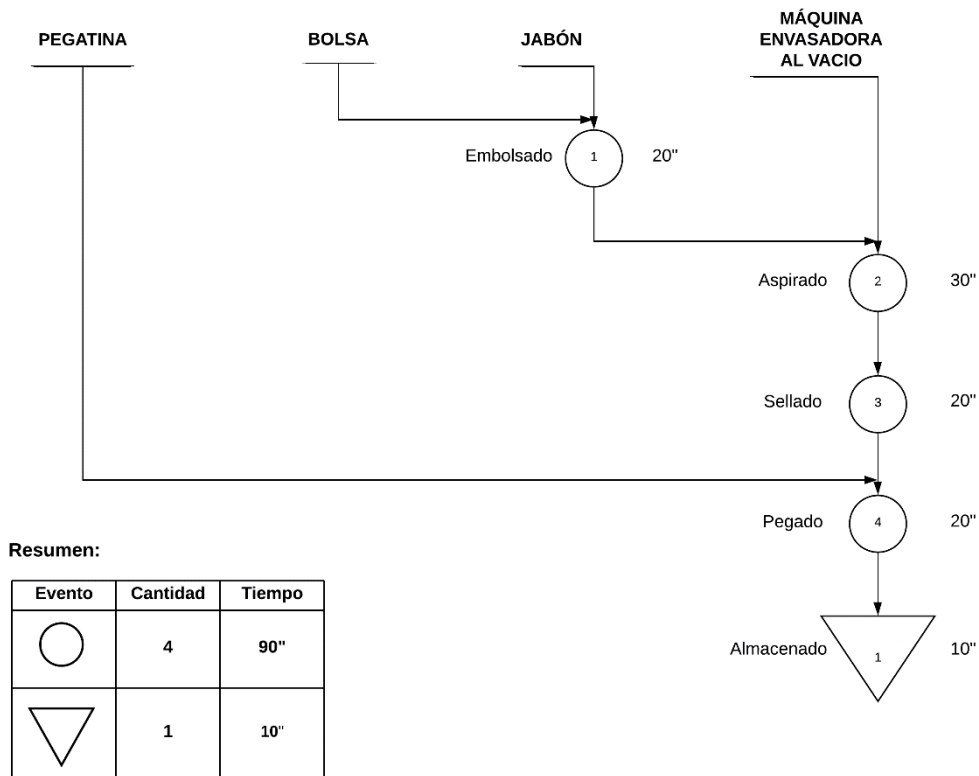 PEGATINA
BOLSA
JABÓN
MÁQUINA
ENVASADORA
AL VACIO
Embolsado
1
20"
Aspirado
2
30"
Sellado
3
20"
Pegado
4
20"
Almacenado
1
10"
Resumen:
Evento Cantidad Tiempo
4 90"
1 10"